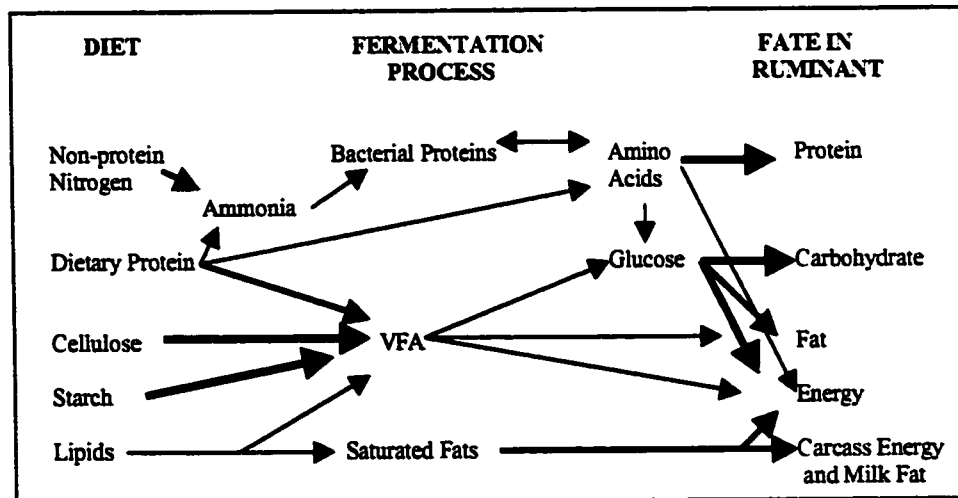 DIET
FERMENTATION
PROCESS
FATE IN
RUMINANT
Non-protein
Nitrogen
Ammonia
Bacterial Proteins
Amino
Acids
Protein
Dietary Protein
Glucose
Carbohydrate
Cellulose
VFA
Fat
Starch
Energy
Lipids
Saturated Fats
Carcass Energy
and Milk Fat